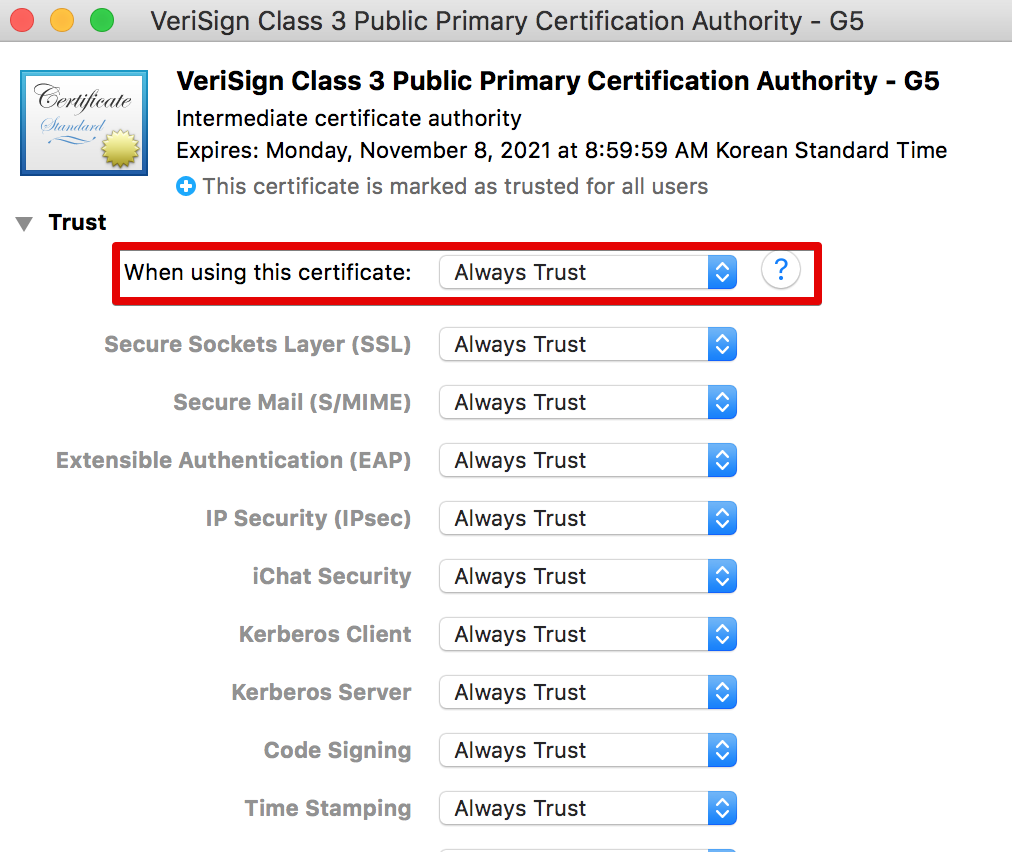 VeriSign Class 3 Public Primary Certification Authority - G5
Certificate
Standard
VeriSign Class 3 Public Primary Certification Authority - G5
Intermediate certificate authority
Expires: Monday, November 8, 2021 at 8:59:59 AM Korean Standard Time
This certificate is marked as trusted for all users
Trust
When using this certificate: Always Trust ?
Secure Sockets Layer (SSL) Always Trust
Secure Mail (S/MIME) Always Trust
Extensible Authentication (EAP) Always Trust
IP Security (IPsec) Always Trust
iChat Security Always Trust
Kerberos Client Always Trust
Kerberos Server Always Trust
Code Signing Always Trust
Time Stamping Always Trust